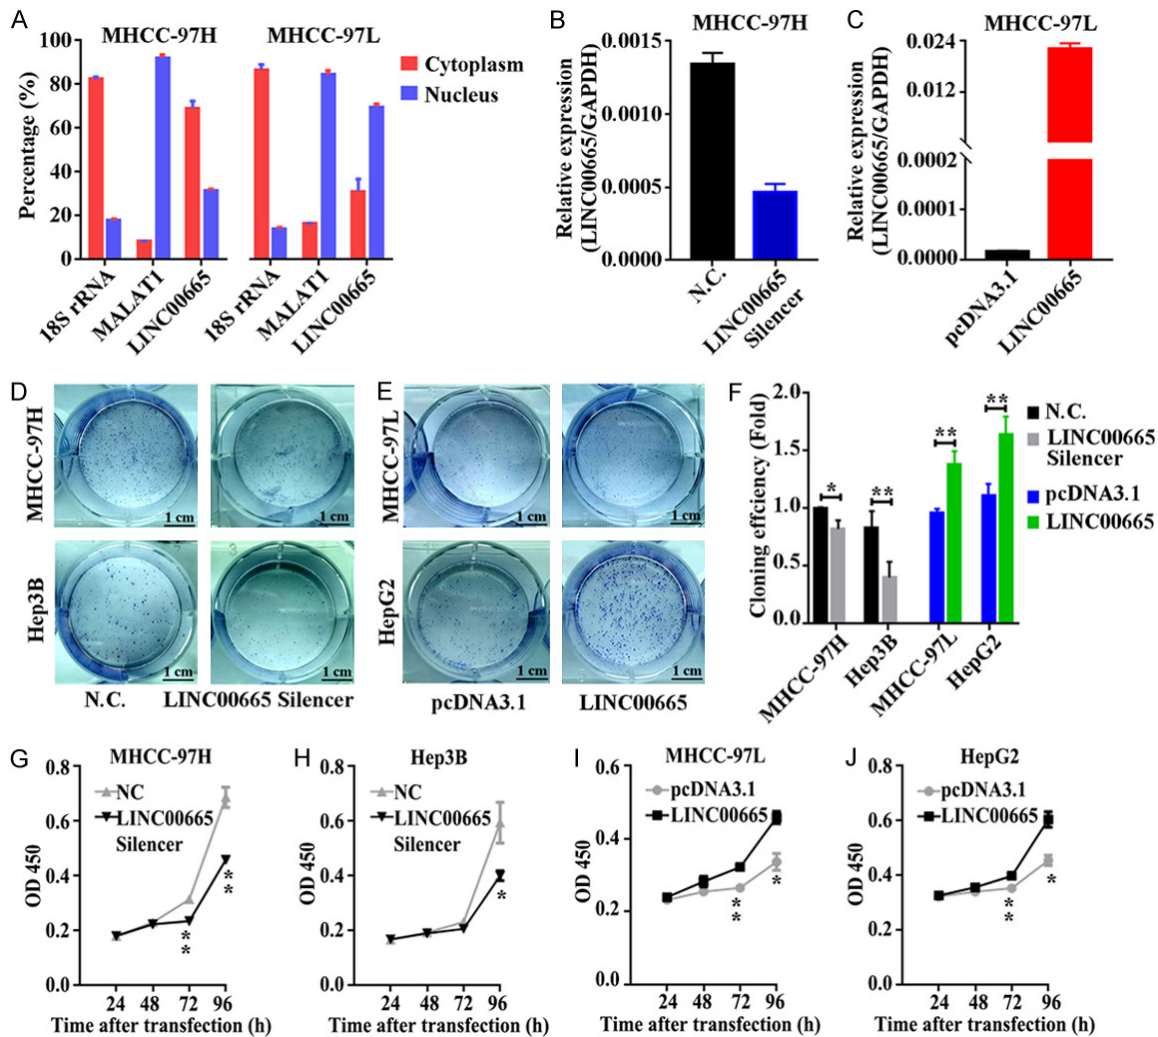 A
MHCC-97H
MHCC-97L
Cytoplasm
Nucleus
Percentage (%)
100
80
60
40
20
0
18S rRNA
MALAT1
LINC00665
18S rRNA
MALAT1
LINC00665
B
MHCC-97H
Relative expression
(LINC00665/GAPDH)
0.0015
0.0010
0.0005
0.0000
N.C.
LINC00665
Silencer
C
MHCC-97L
Relative expression
(LINC00665/GAPDH)
0.024
0.012
0.0002
0.0001
0.0000
pcDNA3.1
LINC00665
D
MHCC-97H
1 cm
1 cm
Hep3B
1 cm
1 cm
N.C.
LINC00665 Silencer
E
MHCC-97L
1 cm
1 cm
HepG2
1 cm
1 cm
pcDNA3.1
LINC00665
F
Cloning efficiency (Fold)
2.0
1.5
1.0
0.5
0.0
*
**
**
**
N.C.
LINC00665
Silencer
pcDNA3.1
LINC00665
MHCC-97H
Hep3B
MHCC-97L
HepG2
G
MHCC-97H
NC
LINC00665
Silencer
OD 450
0.8
0.6
0.4
0.2
0.0
*
*
*
*
24 48 72 96
Time after transfection (h)
H
Hep3B
NC
LINC00665
Silencer
OD 450
0.8
0.6
0.4
0.2
0.0
*
24 48 72 96
Time after transfection (h)
I
MHCC-97L
pcDNA3.1
LINC00665
OD 450
0.6
0.4
0.2
0.0
*
*
*
24 48 72 96
Time after transfection (h)
J
HepG2
pcDNA3.1
LINC00665
OD 450
0.8
0.6
0.4
0.2
0.0
*
*
*
24 48 72 96
Time after transfection (h)